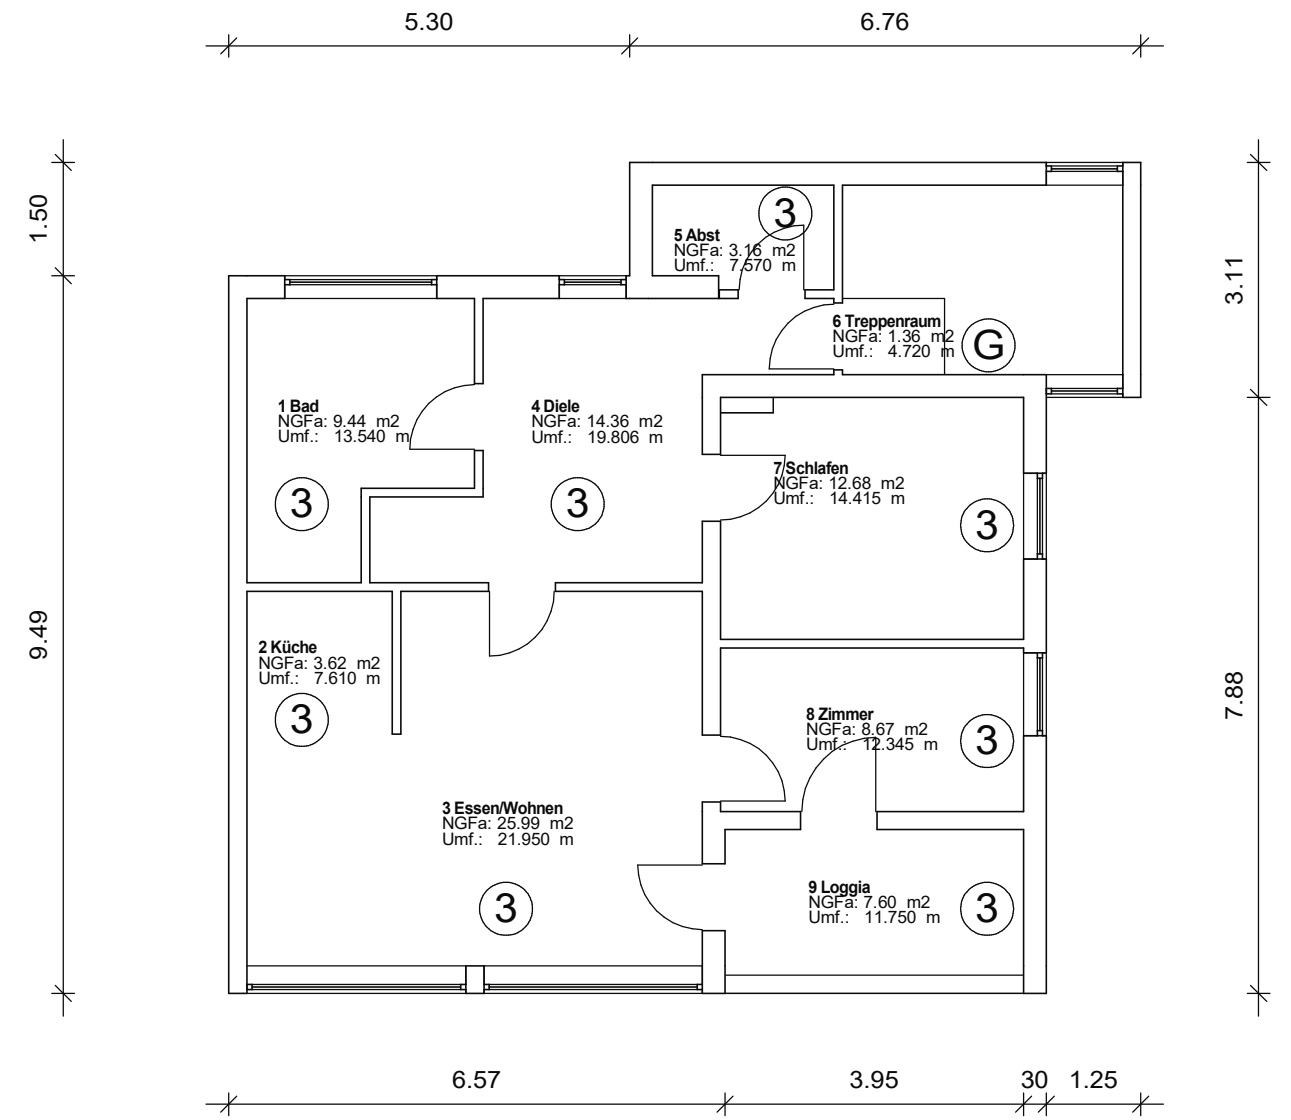 5.30
6.76
1.50
3
5 Abst
NGFa: 3.16 m2
Umf.: 7.570 m
3.11
6 Treppenraum
NGFa: 1.36 m2
Umf.: 4.720 m
G
1 Bad
NGFa: 9.44 m2
Umf.: 13.540 m
3
4 Diele
NGFa: 14.36 m2
Umf.: 19.806 m
3
7 Schlafen
NGFa: 12.68 m2
Umf.: 14.415 m
3
9.49
2 Küche
NGFa: 3.62 m2
Umf.: 7.610 m
3
7.88
8 Zimmer
NGFa: 8.67 m2
Umf.: 12.345 m
3
3 Essen/Wohnen
NGFa: 25.99 m2
Umf.: 21.950 m
3
9 Loggia
NGFa: 7.60 m2
Umf.: 11.750 m
3
6.57
3.95
30
1.25